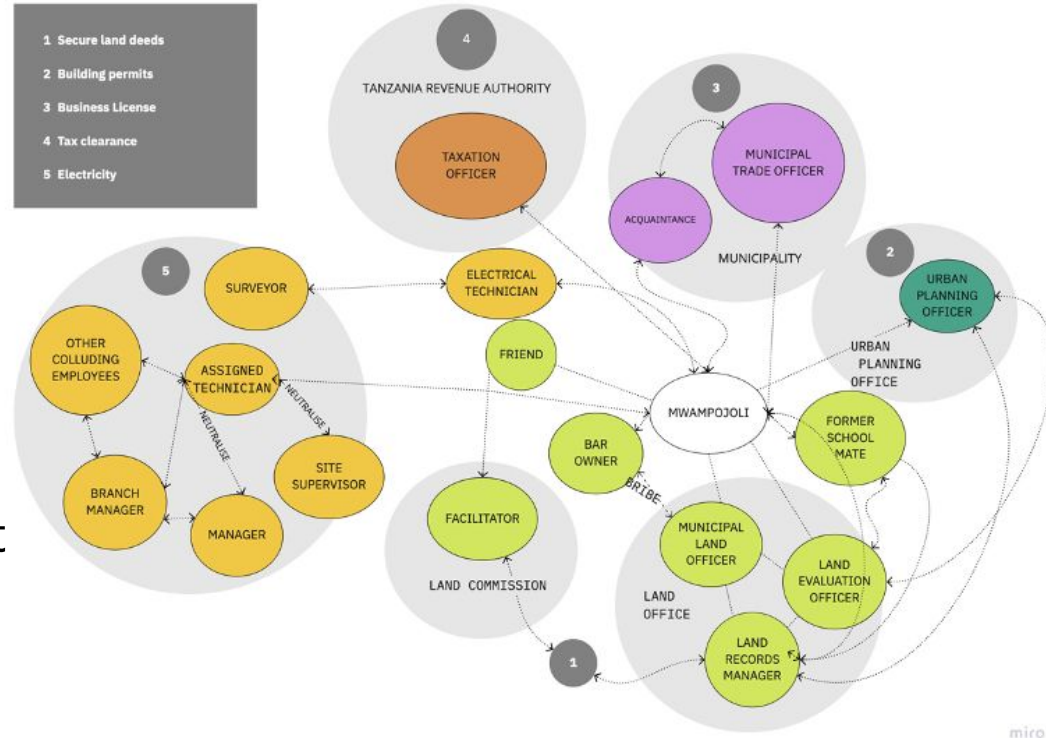 1 Secure land deeds
2 Building permits
3 Business License
4 Tax clearance
5 Electricity
4
TANZANIA REVENUE AUTHORITY
TAXATION
OFFICER
3
MUNICIPAL
TRADE OFFICER
ACQUAINTANCE
MUNICIPALITY
2
URBAN
PLANNING
OFFICER
URBAN
PLANNING
OFFICE
5
SURVEYOR
ELECTRICAL
TECHNICIAN
OTHER
COLLUDING
EMPLOYEES
ASSIGNED
TECHNICIAN
NEUTRALISE
NEUTRALISE
SITE
SUPERVISOR
BRANCH
MANAGER
MANAGER
t
FRIEND
MWAMPOJOLI
FORMER
SCHOOL
MATE
BAR
OWNER
BRIBE
FACILITATOR
LAND COMMISSION
MUNICIPAL
LAND
OFFICER
LAND
EVALUATION
OFFICER
LAND
OFFICE
LAND
RECORDS
MANAGER
1
miro